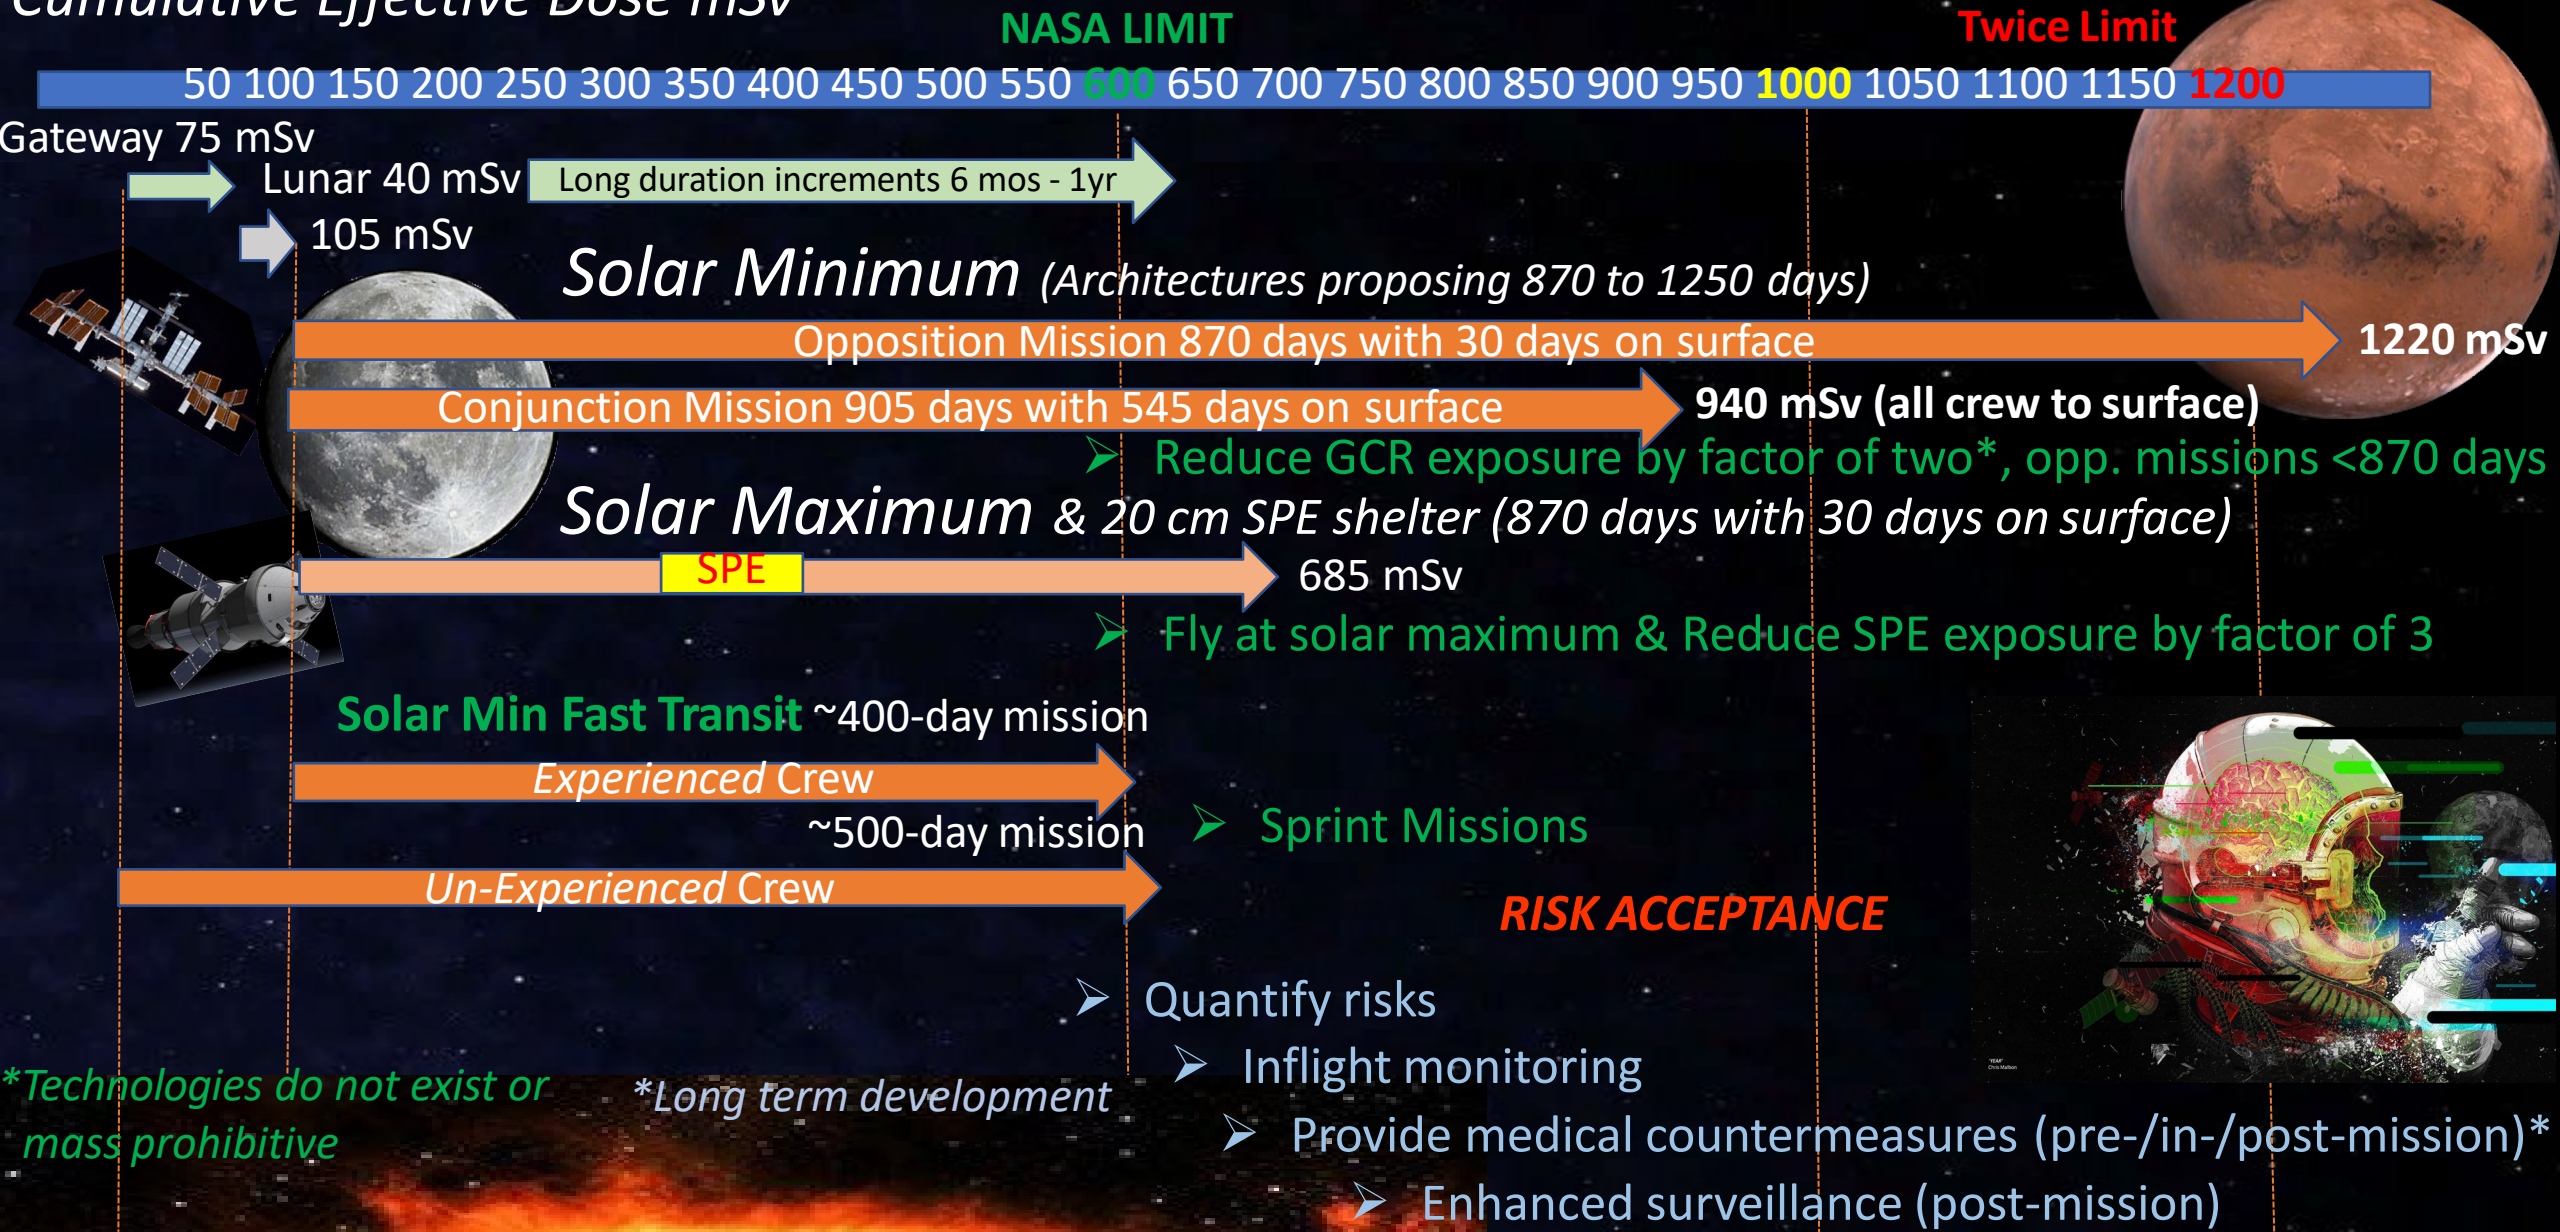 Cumulative Effective Dose mSv
NASA LIMIT
Twice Limit
50 100 150 200 250 300 350 400 450 500 550 600 650 700 750 800 850 900 950 1000 1050 1100 1150 1200
Gateway 75 mSv
Lunar 40 mSv
Long duration increments 6 mos - 1yr
105 mSv
Solar Minimum (Architectures proposing 870 to 1250 days)
Opposition Mission 870 days with 30 days on surface
1220 mSv
Conjunction Mission 905 days with 545 days on surface
940 mSv (all crew to surface)
➢ Reduce GCR exposure by factor of two*, opp. missions <870 days
Solar Maximum & 20 cm SPE shelter (870 days with 30 days on surface)
SPE
685 mSv
➢ Fly at solar maximum & Reduce SPE exposure by factor of 3
Solar Min Fast Transit ~400-day mission
Experienced Crew
➢ Sprint Missions
~500-day mission
Un-Experienced Crew
RISK ACCEPTANCE
➢ Quantify risks
➢ Inflight monitoring
"YEAR"
Chris Malbon
*Technologies do not exist or
mass prohibitive
*Long term development
➢ Provide medical countermeasures (pre-/in-/post-mission)*
➢ Enhanced surveillance (post-mission)